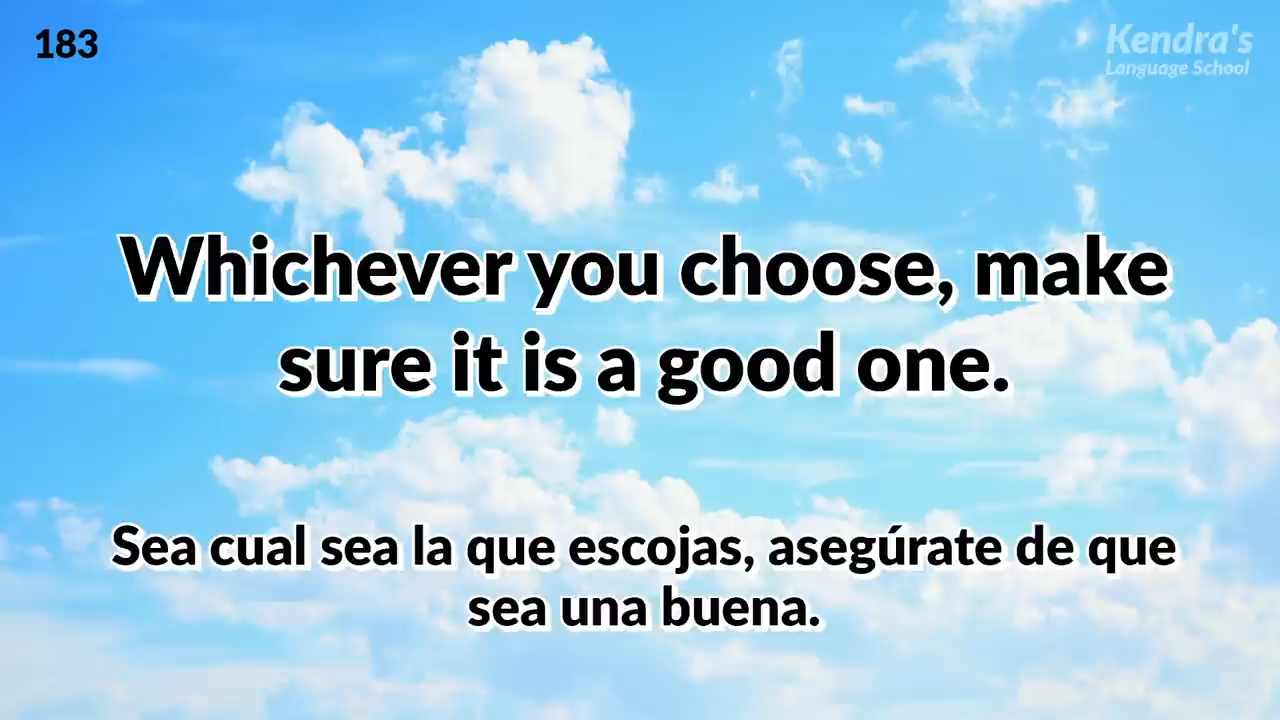 183
Kendra's
Language School
Whichever you choose, make
sure it is a good one.
Sea cual sea la que escojas, asegúrate de que
sea una buena.